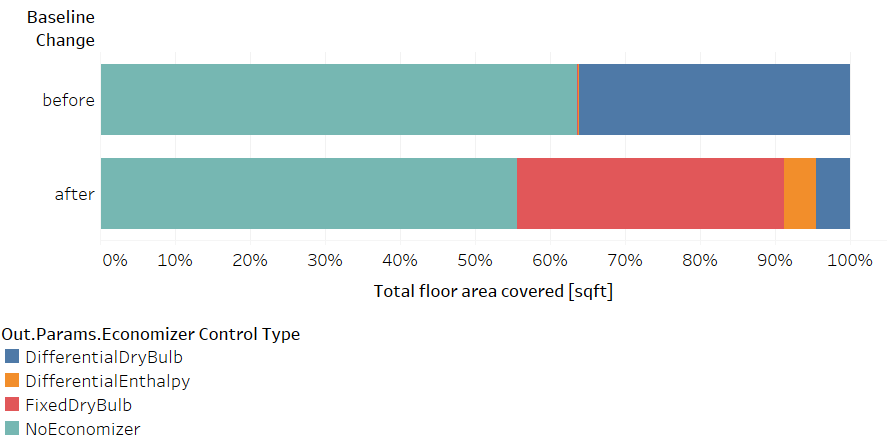 Baseline
Change
before
after
0% 10% 20% 30% 40% 50% 60% 70% 80% 90% 100%
Total floor area covered [sqft]
Out.Params.Economizer Control Type
DifferentialDryBulb
DifferentialEnthalpy
FixedDryBulb
NoEconomizer